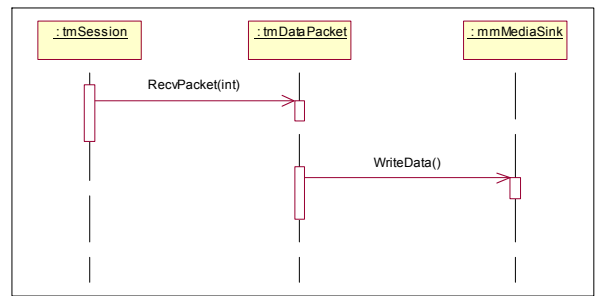 : tmSession
: tmDataPacket
: mmMediaSink
RecvPacket(int)
WriteData()